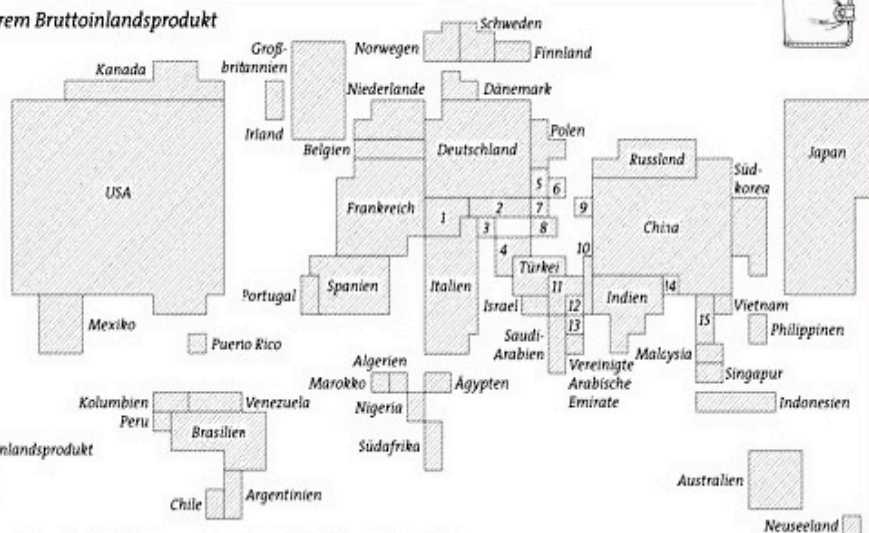 rem Bruttoinlandsprodukt
Schweden
Groß-
britannien
Norwegen
Finnland
Kanada
Niederlande
Dänemark
Irland
Belgien
Deutschland
Polen
Russland
Japan
Süd-
korea
USA
5
6
Frankreich
1
2
7
9
China
3
8
4
10
Türkei
Portugal
Spanien
Italien
11
Indien
14
Israel
12
15
Vietnam
Mexiko
13
Philippinen
Puerto Rico
Saudi-
Arabien
Malaysia
Algerien
Vereinigte
Arabische
Emirate
Singapur
Marokko
Ägypten
Kolumbien
Venezuela
Nigeria
Indonesien
Peru
Brasilien
Südafrika
nlandsprodukt
Australien
Chile
Argentinien
Neuseeland